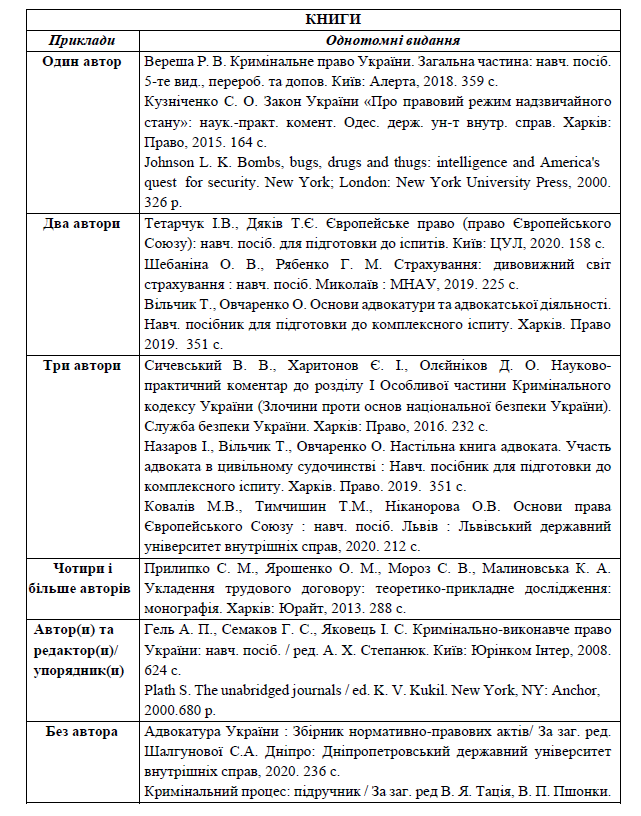 КНИГИ
Приклади
Однотомні видання
Один автор
Вереша Р. В. Кримінальне право України. Загальна частина: навч. посіб.
5-те вид., перероб. та допов. Київ: Алерта, 2018. 359 с.
Кузніченко С. О. Закон України «Про правовий режим надзвичайного
стану»: наук.-практ. комент. Одес. держ. ун-т внутр. справ. Харків:
Право, 2015. 164 с.
Johnson L. K. Bombs, bugs, drugs and thugs: intelligence and America's
quest for security. New York; London: New York University Press, 2000.
326 p.
Два автори
Тетарчук І.В., Дяків Т.Є. Європейське право (право Європейського
Союзу): навч. посіб. для підготовки до іспитів. Київ: ЦУЛ, 2020. 158 с.
Шебаніна О. В., Рябенко Г. М. Страхування: дивовижний світ
страхування : навч. посіб. Миколаїв : МНАУ, 2019. 225 с.
Вільчик Т., Овчаренко О. Основи адвокатури та адвокатської діяльності.
Навч. посібник для підготовки до комплексного іспиту. Харків. Право
2019. 351 с.
Три автори
Сичевський В. В., Харитонов Є. І., Олєйніков Д. О. Науково-
практичний коментар до розділу І Особливої частини Кримінального
кодексу України (Злочини проти основ національної безпеки України).
Служба безпеки України. Харків: Право, 2016. 232 с.
Назаров І., Вільчик Т., Овчаренко О. Настільна книга адвоката. Участь
адвоката в цивільному судочинстві : Навч. посібник для підготовки до
комплексного іспиту. Харків. Право. 2019. 351 с.
Ковалів М.В., Тимчишин Т.М., Ніканорова О.В. Основи права
Європейського Союзу : навч. посіб. Львів : Львівський державний
університет внутрішніх справ, 2020. 212 с.
Чотири і
більше авторів
Прилипко С. М., Ярошенко О. М., Мороз С. В., Малиновська К. А.
Укладення трудового договору: теоретико-прикладне дослідження:
монографія. Харків: Юрайт, 2013. 288 с.
Автор(и) та
редактор(и)/
упорядник(и)
Гель А. П., Семаков Г. С., Яковець І. С. Кримінально-виконавче право
України: навч. посіб. / ред. А. Х. Степанюк. Київ: Юрінком Інтер, 2008.
624 с.
Plath S. The unabridged journals / ed. K. V. Kukil. New York, NY: Anchor,
2000.680 p.
Без автора
Адвокатура України : Збірник нормативно-правових актів/ За заг. ред.
Шалгунової С.А. Дніпро: Дніпропетровський державний університет
внутрішніх справ, 2020. 236 с.
Кримінальний процес: підручник / За заг. ред В. Я. Тація, В. П. Пшонки.